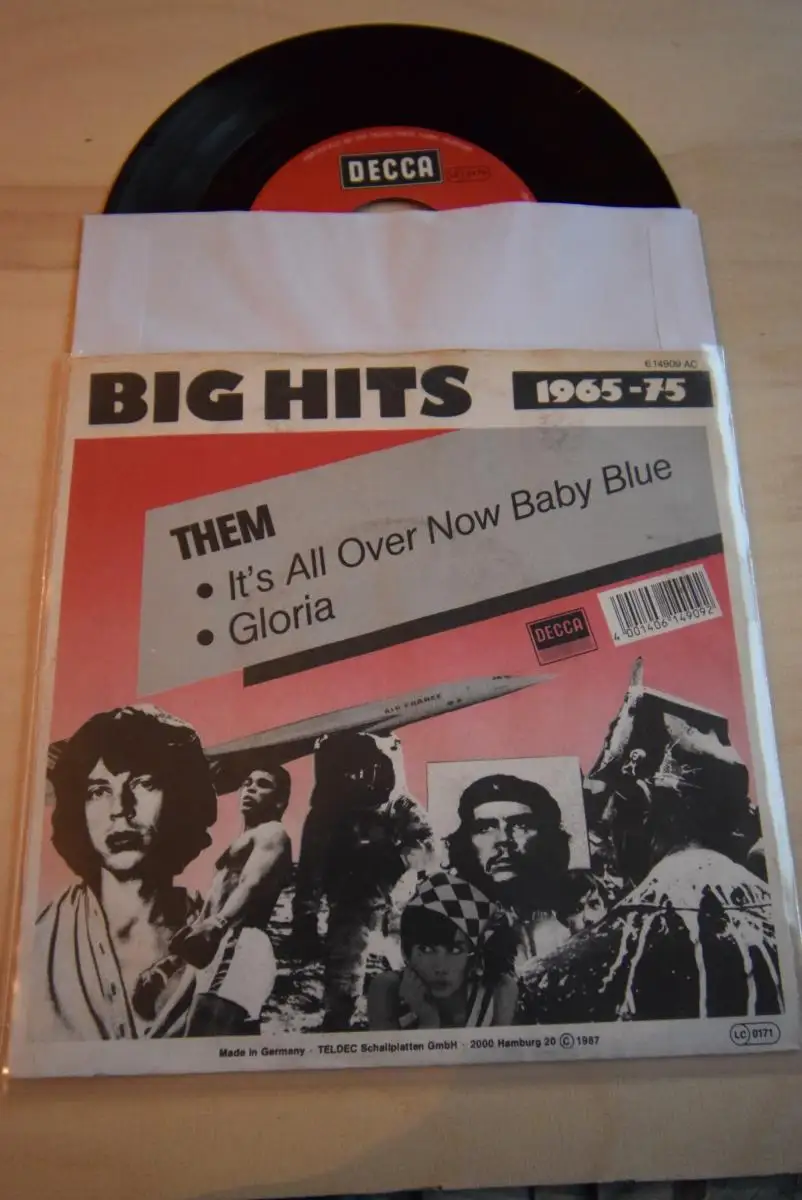 DECCA
6.14909 AC
BIG HITS
1965-75
THEM
• It's All Over Now Baby Blue
• Gloria
DECCA
4 001406 149092
AIR FRANCE
Made in Germany · TELDEC Schallplatten GmbH · 2000 Hamburg 20 © 1987
LC 0171